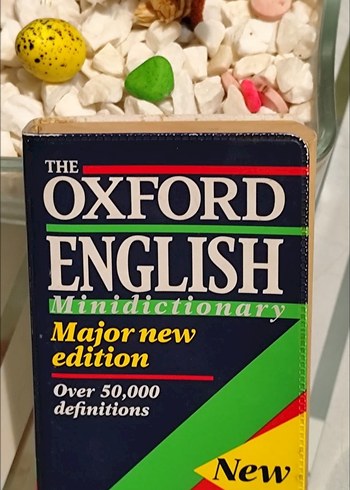 THE
OXFORD
ENGLISH
Minidictionary
Major new
edition
Over 50,000
definitions
New